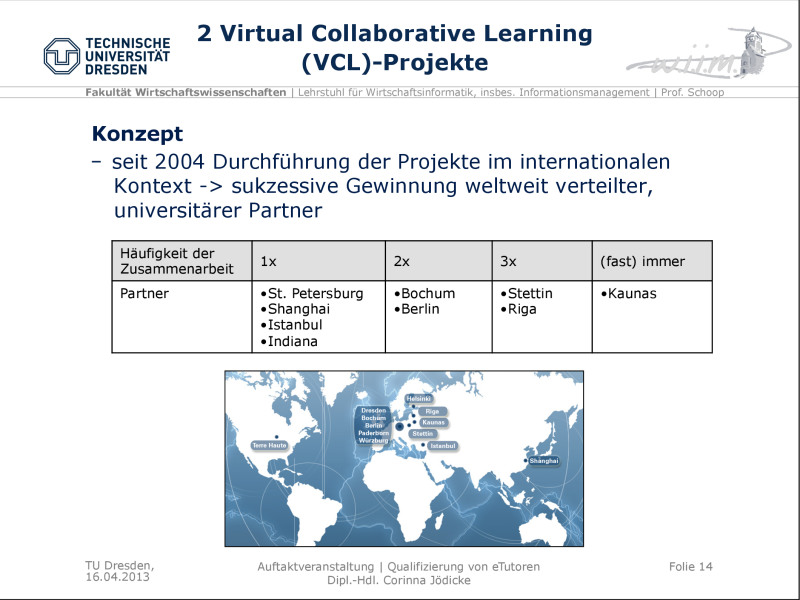 2 Virtual Collaborative Learning
(VCL)-Projekte
TECHNISCHE
UNIVERSITÄT
DRESDEN
w.i.i.m.
Fakultät Wirtschaftswissenschaften | Lehrstuhl für Wirtschaftsinformatik, insbes. Informationsmanagement | Prof. Schoop
Konzept
– seit 2004 Durchführung der Projekte im internationalen
Kontext -> sukzessive Gewinnung weltweit verteilter,
universitärer Partner
Häufigkeit der
Zusammenarbeit
1x
2x
3x
(fast) immer
Partner
•St. Petersburg
•Shanghai
•Istanbul
•Indiana
•Bochum
•Berlin
•Stettin
•Riga
•Kaunas
Helsinki
Dresden
Bochum
Berlin
Paderborn
Würzburg
Riga
Kaunas
Stettin
Istanbul
Terre Haute
Shanghai
TU Dresden,
16.04.2013
Auftaktveranstaltung | Qualifizierung von eTutoren
Dipl.-Hdl. Corinna Jödicke
Folie 14